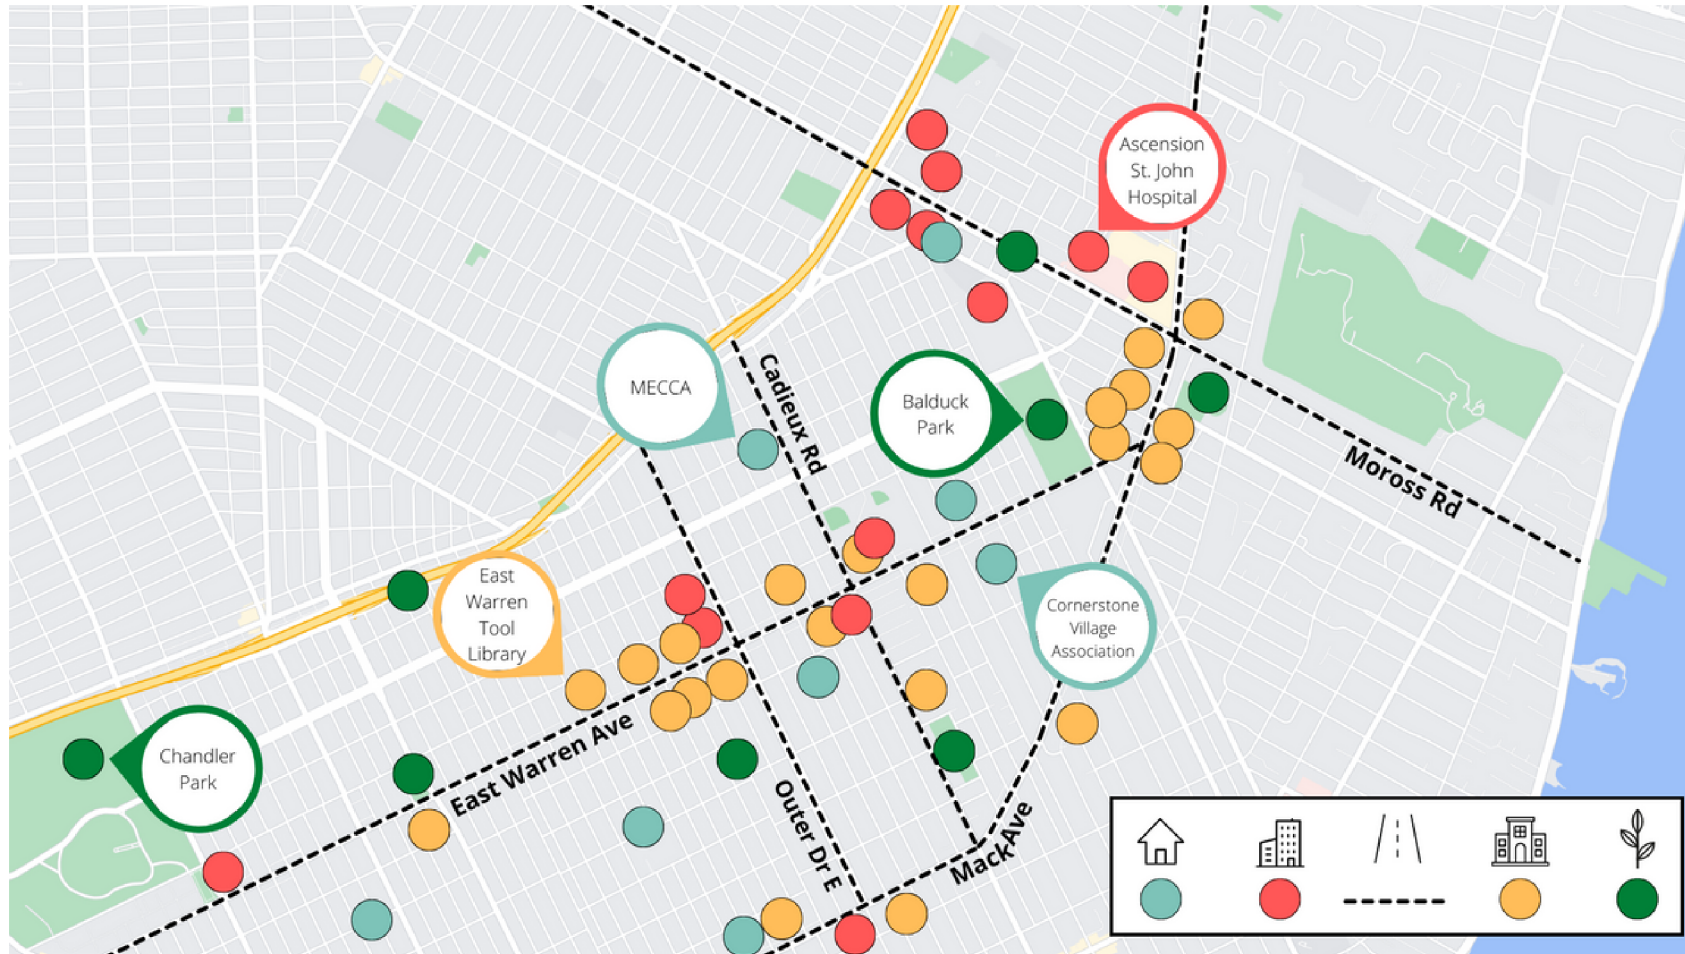 Ascension
St. John
Hospital
MECCA
Cadieux Rd
Balduck
Park
Moross Rd
East
Warren
Tool
Library
Cornerstone
Village
Association
Chandler
Park
East Warren Ave
Outer Dr E
Mack Ave